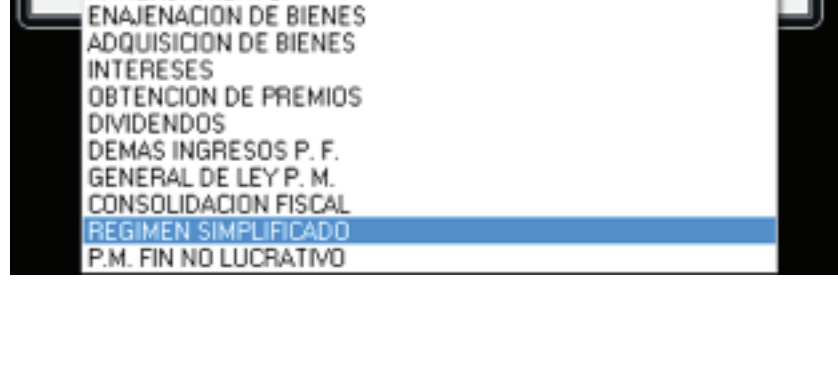 ENAJENACION DE BIENES
ADQUISICION DE BIENES
INTERESES
OBTENCION DE PREMIOS
DIVIDENDOS
DEMAS INGRESOS P. F.
GENERAL DE LEY P. M.
CONSOLIDACION FISCAL
REGIMEN SIMPLIFICADO
P.M. FIN NO LUCRATIVO